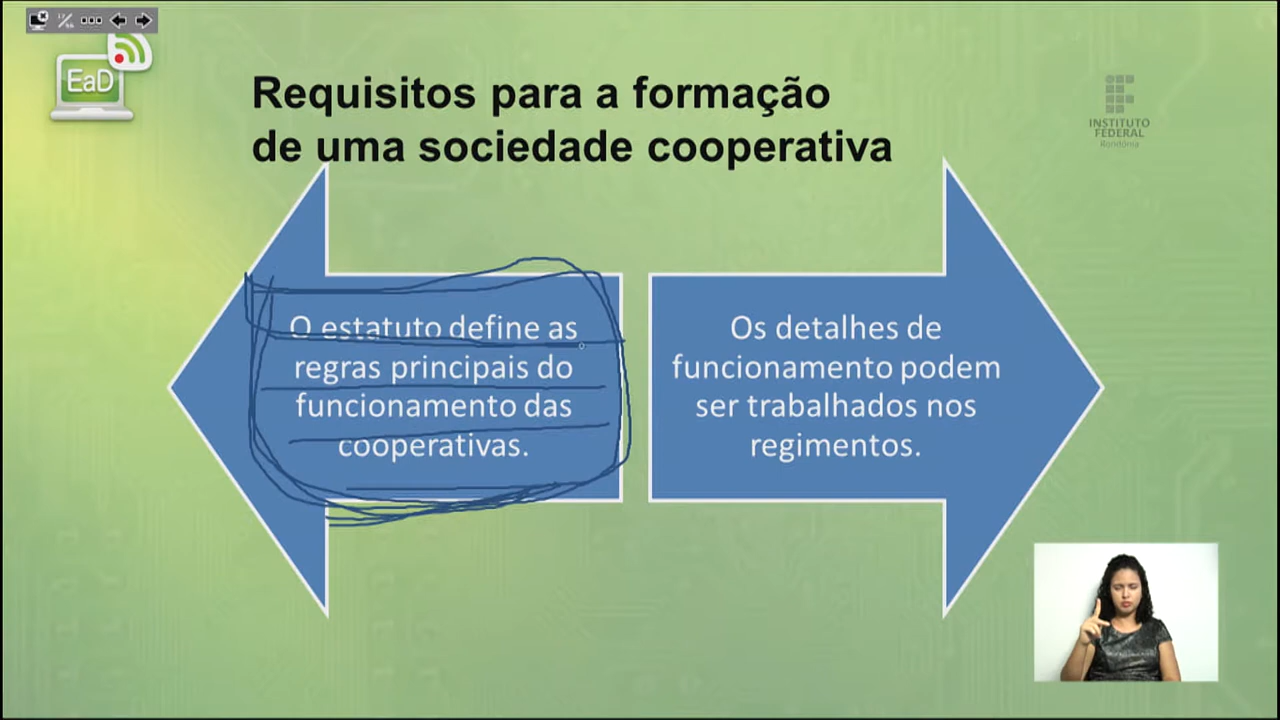 EaD
Requisitos para a formação
de uma sociedade cooperativa
INSTITUTO
FEDERAL
Rondônia
O estatuto define as
regras principais do
funcionamento das
cooperativas.
Os detalhes de
funcionamento podem
ser trabalhados nos
regimentos.